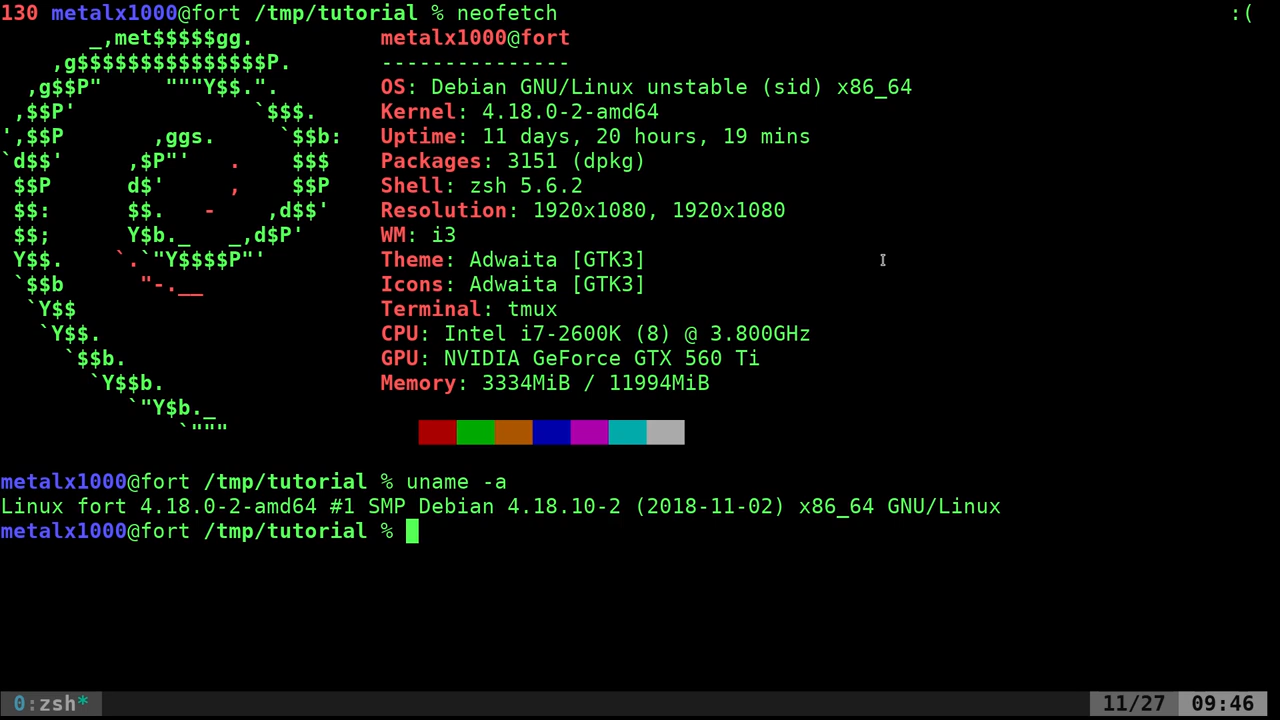 130 metalx1000@fort /tmp/tutorial % neofetch :(
_,met$$$$$gg. metalx1000@fort
,g$$$$$$$$$$$$$$$P. ---------------
,g$$P" """Y$$.". OS: Debian GNU/Linux unstable (sid) x86_64
,$$P' `$$$. Kernel: 4.18.0-2-amd64
',$$P ,ggs. `$$b: Uptime: 11 days, 20 hours, 19 mins
`d$$' ,$P"' . $$$ Packages: 3151 (dpkg)
$$P d$' , $$P Shell: zsh 5.6.2
$$: $$. - ,d$$' Resolution: 1920x1080, 1920x1080
$$; Y$b._ _,d$P' WM: i3
Y$$. `.`"Y$$$$P"' Theme: Adwaita [GTK3]
`$$b "-.__ Icons: Adwaita [GTK3]
`Y$$ Terminal: tmux
`Y$$. CPU: Intel i7-2600K (8) @ 3.800GHz
`$$b. GPU: NVIDIA GeForce GTX 560 Ti
`Y$$b. Memory: 3334MiB / 11994MiB
`"Y$b._
`"""
metalx1000@fort /tmp/tutorial % uname -a
Linux fort 4.18.0-2-amd64 #1 SMP Debian 4.18.10-2 (2018-11-02) x86_64 GNU/Linux
metalx1000@fort /tmp/tutorial %
0:zsh* 11/27 09:46